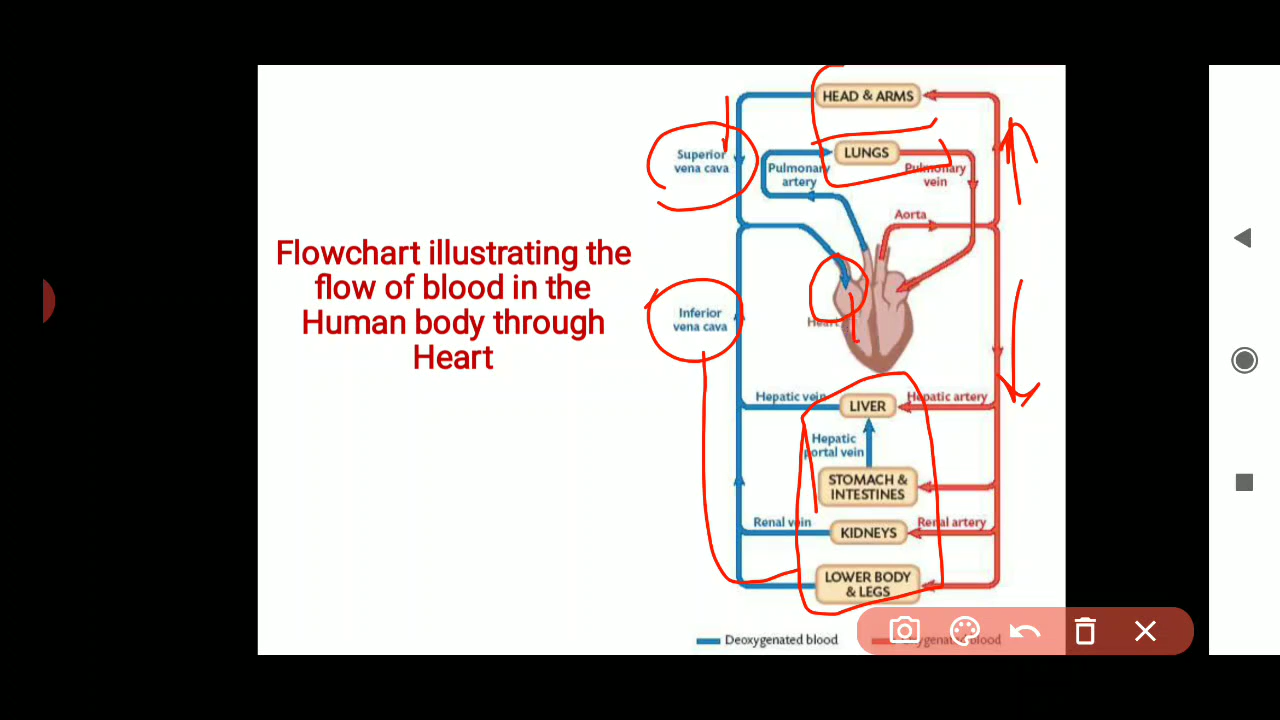 Flowchart illustrating the
flow of blood in the
Human body through
Heart
HEAD & ARMS
Superior
vena cava
LUNGS
Pulmonary
artery
Pulmonary
vein
Aorta
Inferior
vena cava
Heart
Hepatic vein
LIVER
Hepatic artery
Hepatic
portal vein
STOMACH &
INTESTINES
Renal vein
KIDNEYS
Renal artery
LOWER BODY
& LEGS
Deoxygenated blood
Oxygenated blood